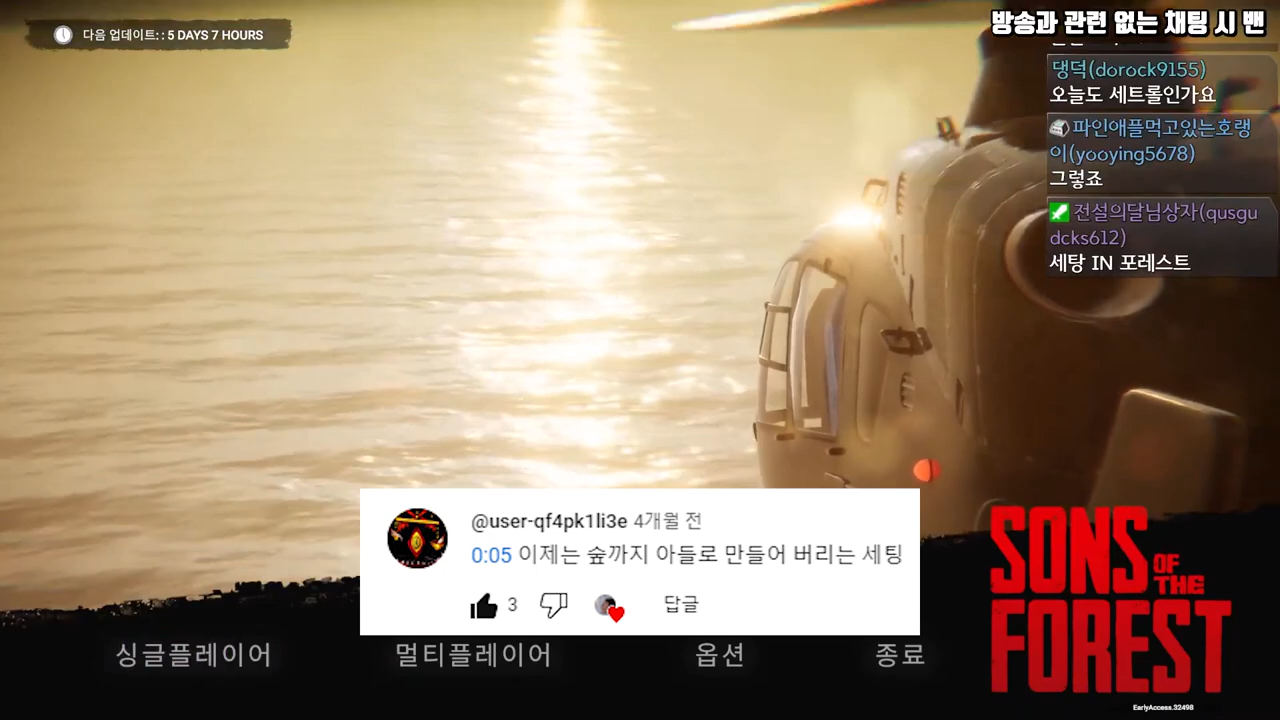 다음 업데이트: : 5 DAYS 7 HOURS
방송과 관련 없는 채팅 시 밴
댕덕(dorock9155)
오늘도 세트롤인가요
파인애플먹고있는호랭
이(yooying5678)
그렇죠
전설의달님상자(qusgu
dcks612)
세탕 IN 포레스트
@user-qf4pk1li3e 4개월 전
0:05 이제는 숲까지 아들로 만들어 버리는 세팅
3
답글
싱글플레이어
멀티플레이어
옵션
종료
SONS
OF
THE
FOREST
EarlyAccess.32498